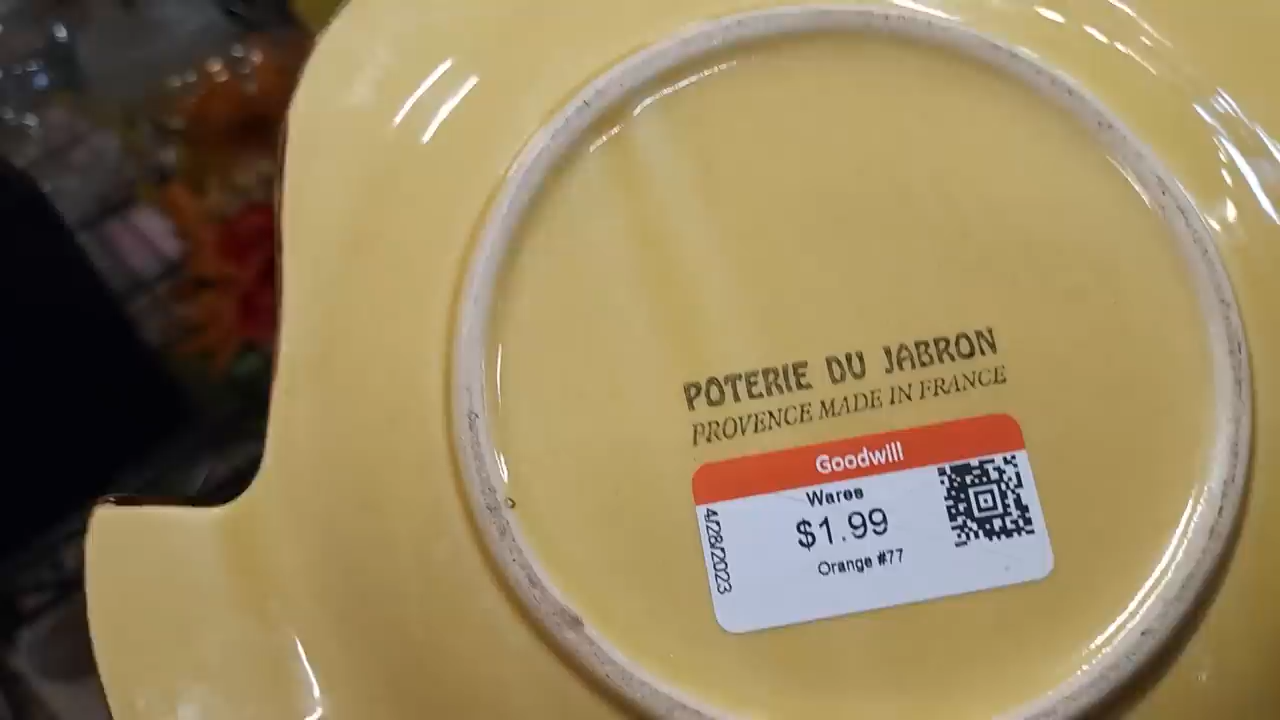 POTERIE DU JABRON
PROVENCE MADE IN FRANCE
Goodwill
Wares
$1.99
Orange #77
4/28/2023